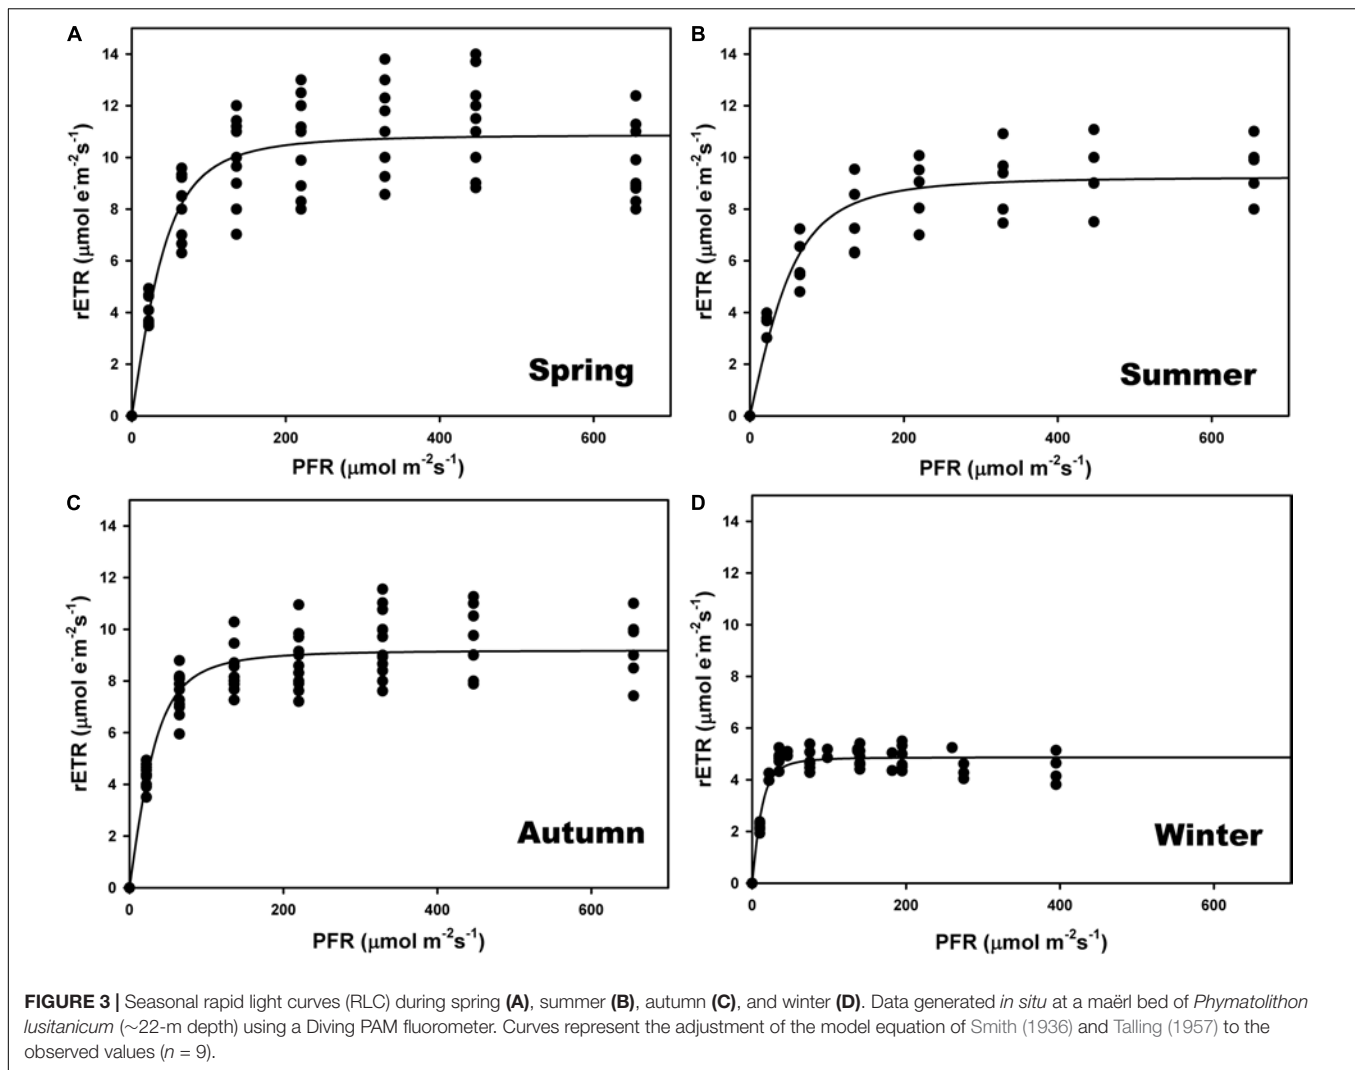 A
14
12
10
8
6
4
2
0
rETR (μmol e⁻m⁻²s⁻¹)
Spring
0 200 400 600
PFR (μmol m⁻²s⁻¹)
B
14
12
10
8
6
4
2
0
rETR (μmol e⁻m⁻²s⁻¹)
Summer
0 200 400 600
PFR (μmol m⁻²s⁻¹)
C
14
12
10
8
6
4
2
0
rETR (μmol e⁻m⁻²s⁻¹)
Autumn
0 200 400 600
PFR (μmol m⁻²s⁻¹)
D
14
12
10
8
6
4
2
0
rETR (μmol e⁻m⁻²s⁻¹)
Winter
0 200 400 600
PFR (μmol m⁻²s⁻¹)
FIGURE 3 | Seasonal rapid light curves (RLC) during spring (A), summer (B), autumn (C), and winter (D). Data generated in situ at a maërl bed of Phymatolithon
lusitanicum (~22-m depth) using a Diving PAM fluorometer. Curves represent the adjustment of the model equation of Smith (1936) and Talling (1957) to the
observed values (n = 9).